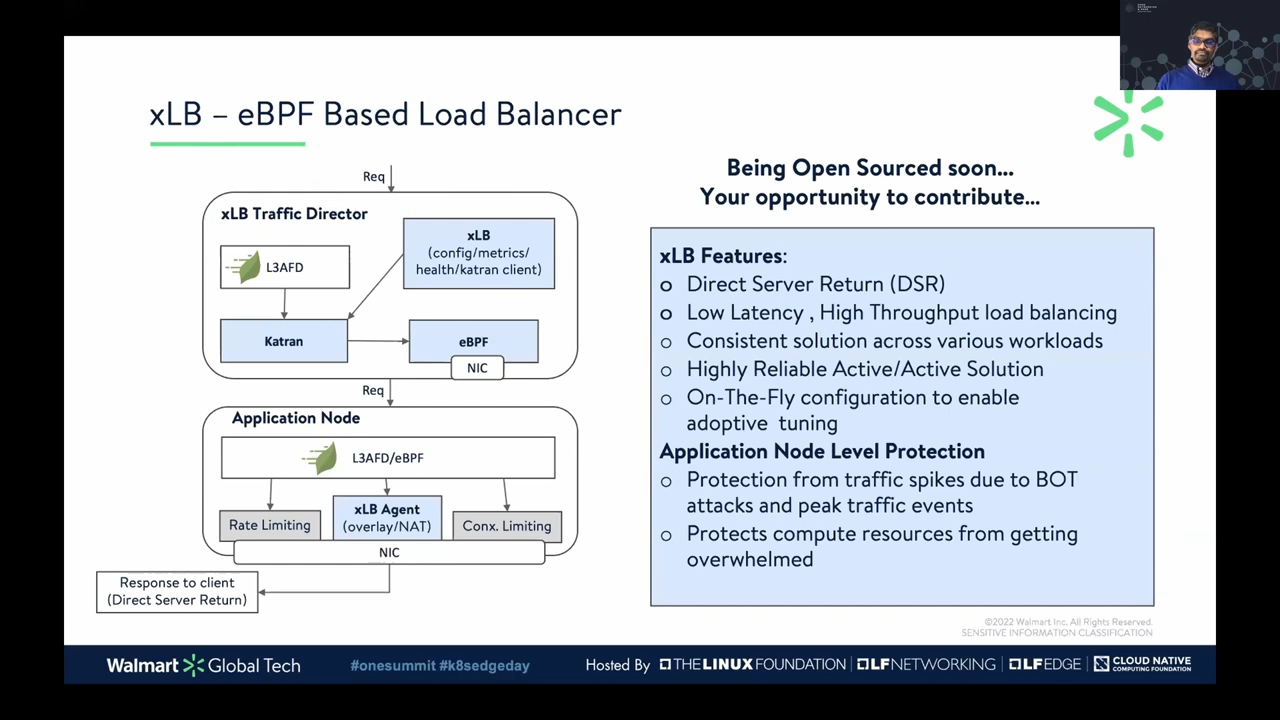 xLB – eBPF Based Load Balancer
Req
xLB Traffic Director
L3AFD
xLB
(config/metrics/
health/katran client)
Katran
eBPF
NIC
Req
Application Node
L3AFD/eBPF
Rate Limiting
xLB Agent
(overlay/NAT)
Conx. Limiting
NIC
Response to client
(Direct Server Return)
Being Open Sourced soon...
Your opportunity to contribute...
xLB Features:
o Direct Server Return (DSR)
o Low Latency , High Throughput load balancing
o Consistent solution across various workloads
o Highly Reliable Active/Active Solution
o On-The-Fly configuration to enable
adoptive tuning
Application Node Level Protection
o Protection from traffic spikes due to BOT
attacks and peak traffic events
o Protects compute resources from getting
overwhelmed
©2022 Walmart Inc. All Rights Reserved.
SENSITIVE INFORMATION CLASSIFICATION
Walmart Global Tech
#onesummit #k8sedgeday
Hosted By THE LINUX FOUNDATION LFNETWORKING LFEDGE CLOUD NATIVE
COMPUTING FOUNDATION